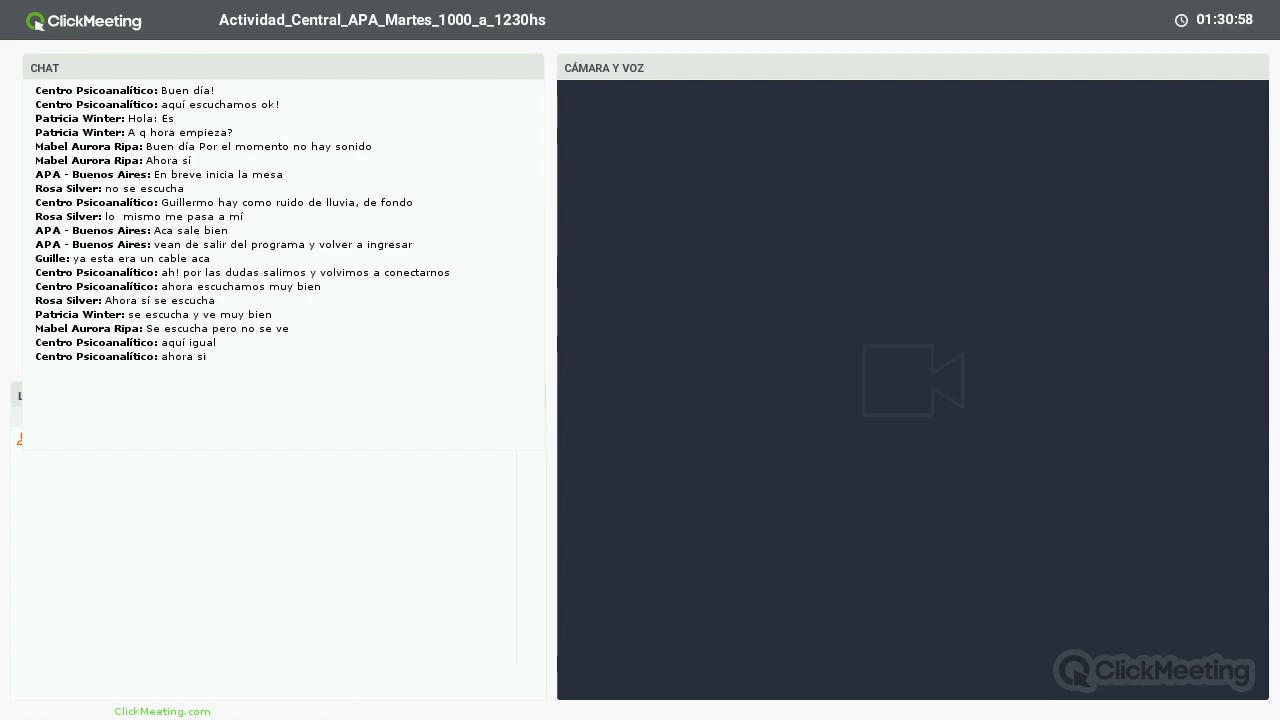 ClickMeeting
Actividad_Central_APA_Martes_1000_a_1230hs
01:30:58
CHAT
Centro Psicoanalítico: Buen día!
Centro Psicoanalítico: aquí escuchamos ok!
Patricia Winter: Hola: Es
Patricia Winter: A q hora empieza?
Mabel Aurora Ripa: Buen día Por el momento no hay sonido
Mabel Aurora Ripa: Ahora sí
APA - Buenos Aires: En breve inicia la mesa
Rosa Silver: no se escucha
Centro Psicoanalítico: Guillermo hay como ruido de lluvia, de fondo
Rosa Silver: lo  mismo me pasa a mí
APA - Buenos Aires: Aca sale bien
APA - Buenos Aires: vean de salir del programa y volver a ingresar
Guille: ya esta era un cable aca
Centro Psicoanalítico: ah! por las dudas salimos y volvimos a conectarnos
Centro Psicoanalítico: ahora escuchamos muy bien
Rosa Silver: Ahora sí se escucha
Patricia Winter: se escucha y ve muy bien
Mabel Aurora Ripa: Se escucha pero no se ve
Centro Psicoanalítico: aquí igual
Centro Psicoanalítico: ahora si
CÁMARA Y VOZ
ClickMeeting
ClickMeeting.com